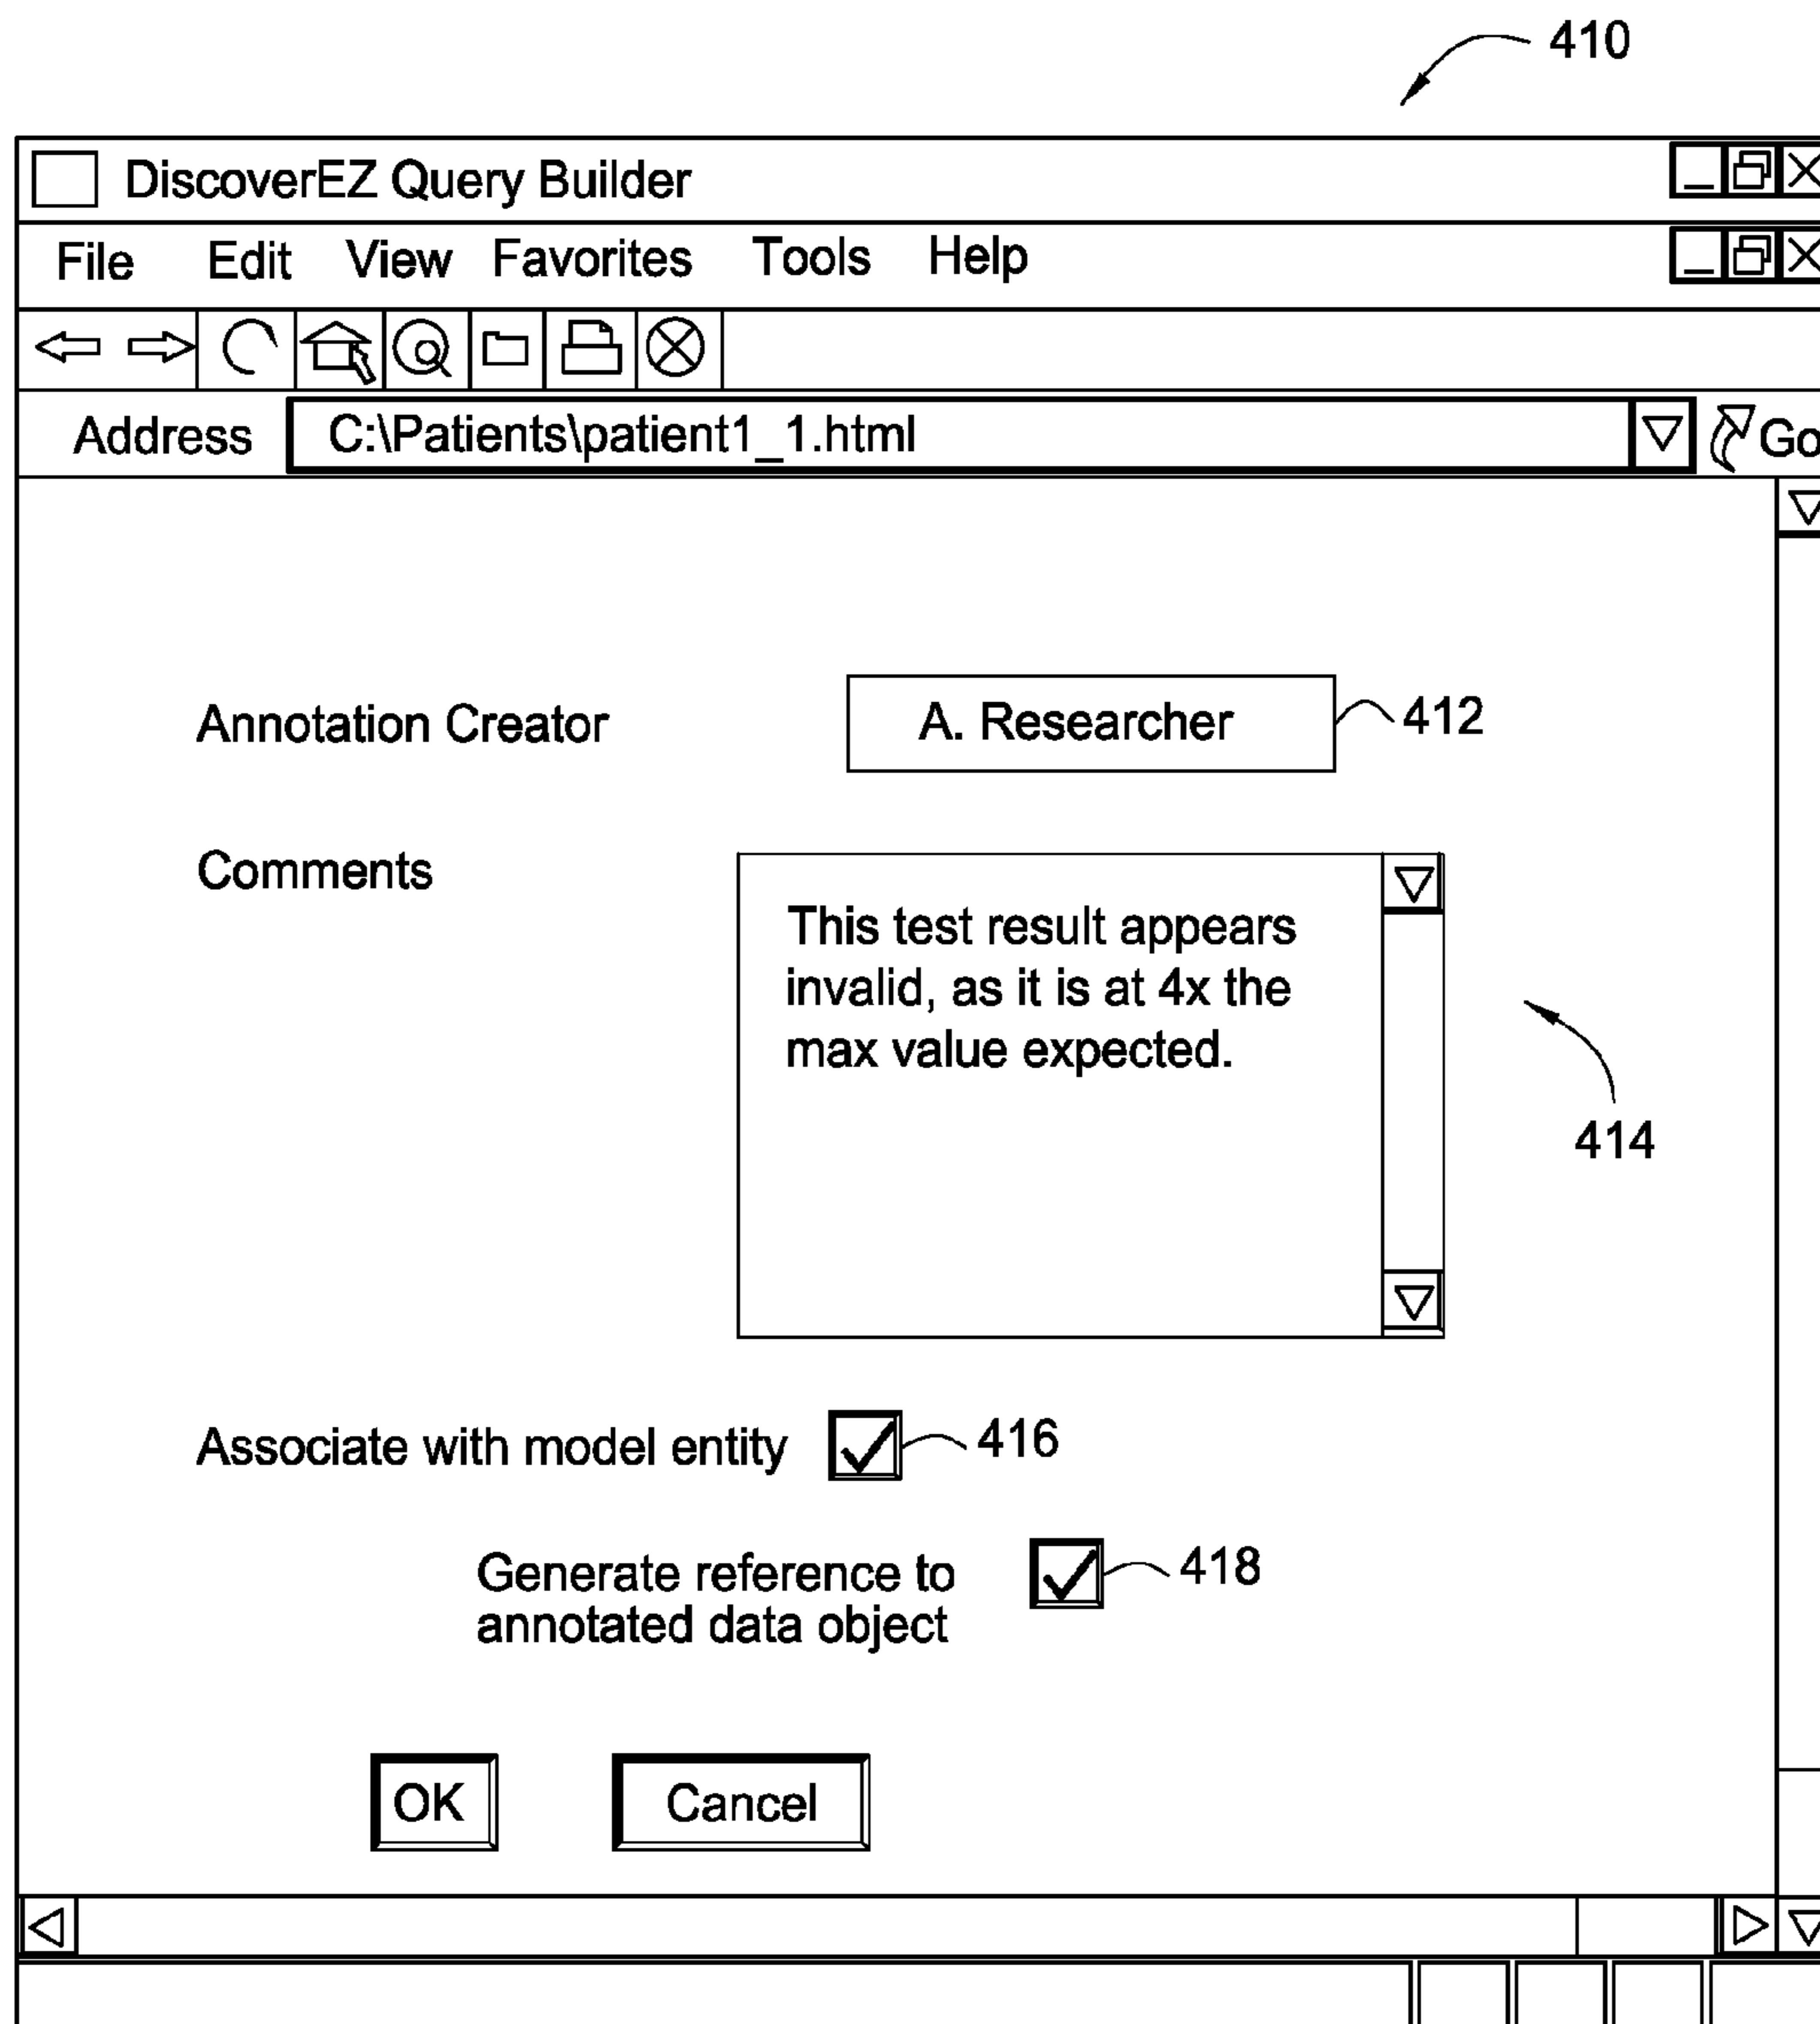 410
DiscoverEZ Query Builder
File Edit View Favorites Tools Help
Address C:\Patients\patient1_1.html Go
Annotation Creator A. Researcher 412
Comments
This test result appears
invalid, as it is at 4x the
max value expected.
414
Associate with model entity 416
Generate reference to 418
annotated data object
OK Cancel